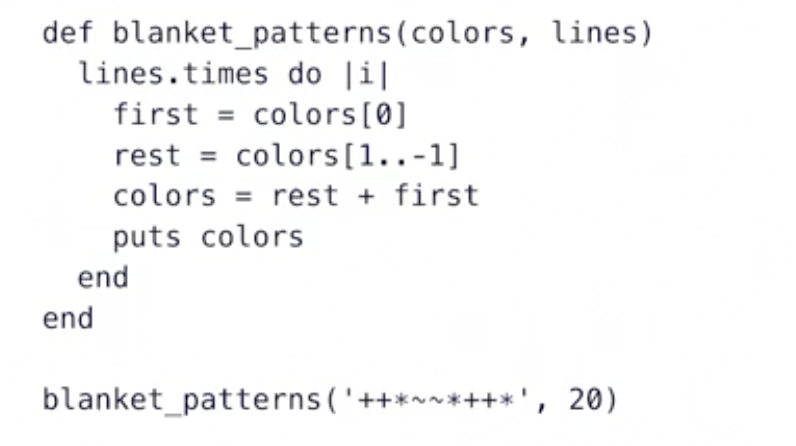 def blanket_patterns(colors, lines)
  lines.times do |i|
    first = colors[0]
    rest = colors[1..-1]
    colors = rest + first
    puts colors
  end
end

blanket_patterns('++*~~*++*', 20)